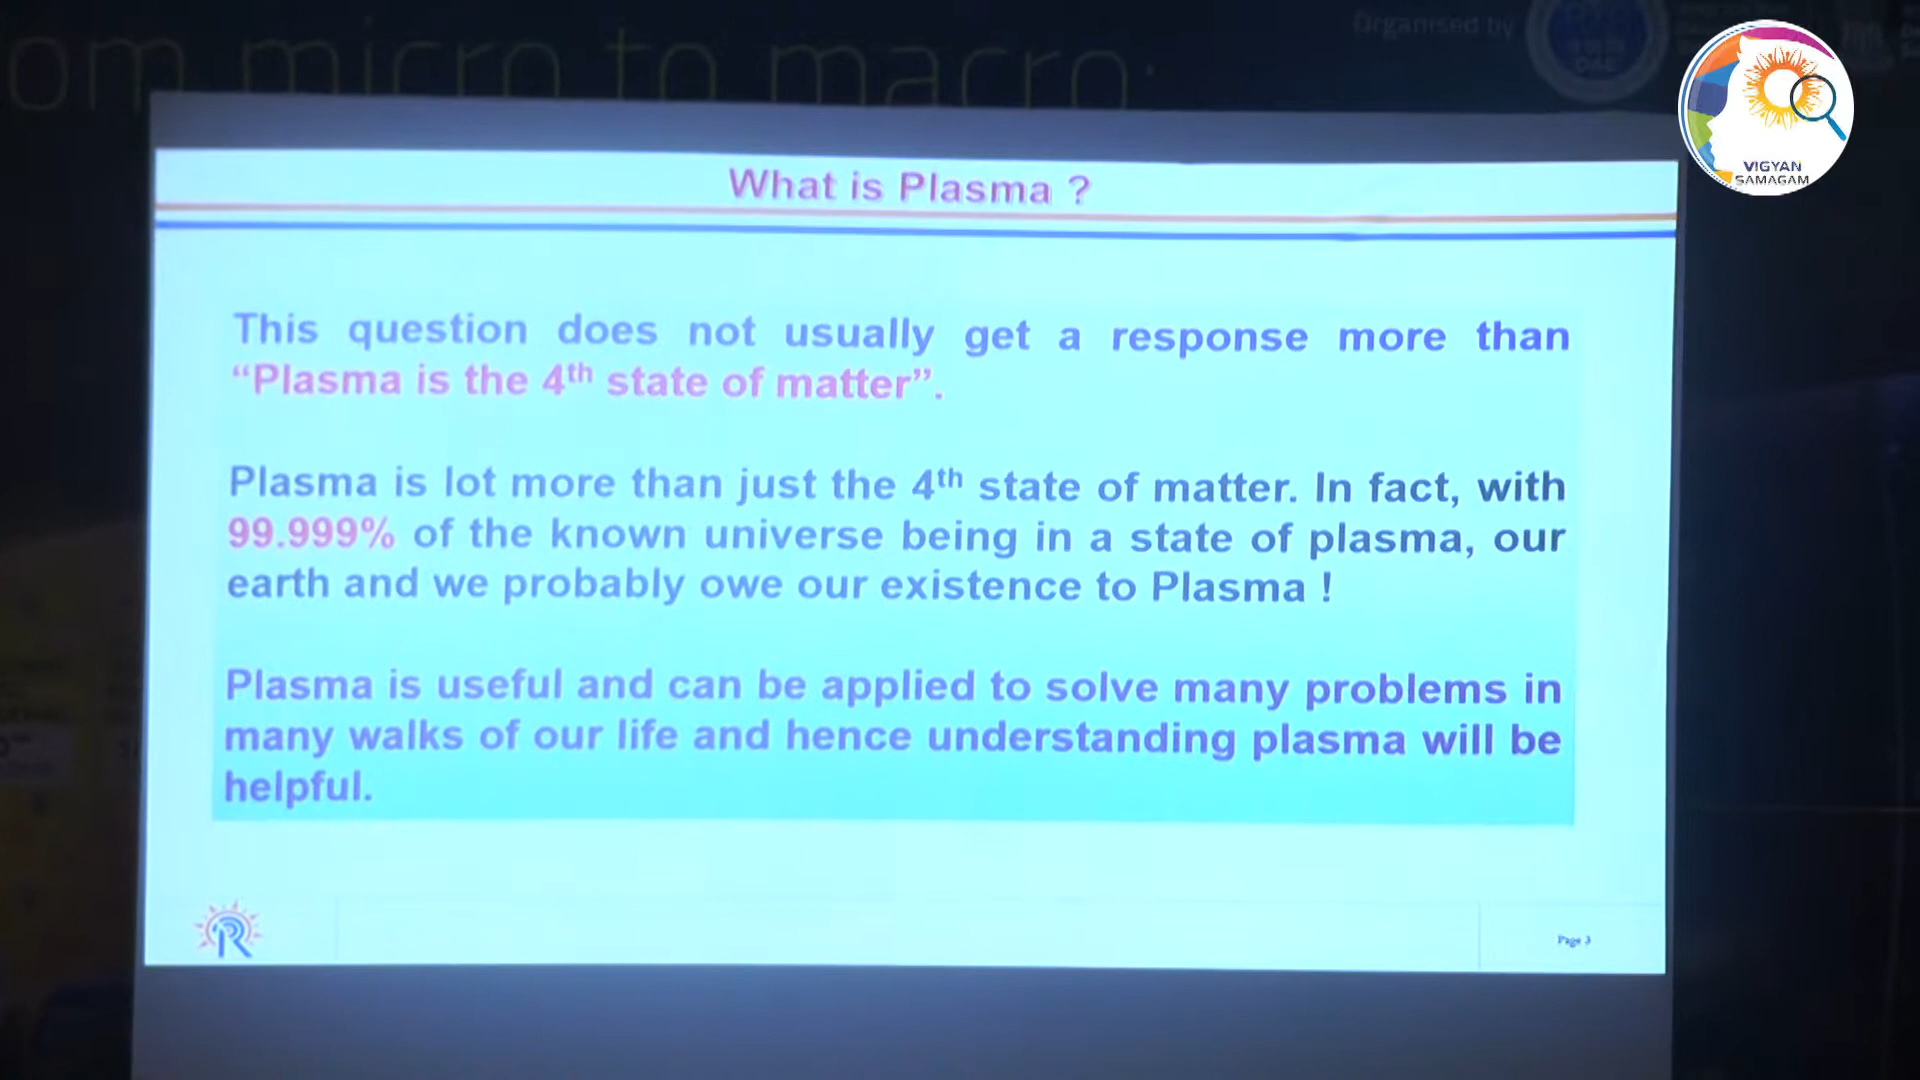 om micro to macro:
Organised by
DAE
VIGYAN
SAMAGAM
What is Plasma ?
This question does not usually get a response more than
“Plasma is the 4th state of matter”.
Plasma is lot more than just the 4th state of matter. In fact, with
99.999% of the known universe being in a state of plasma, our
earth and we probably owe our existence to Plasma !
Plasma is useful and can be applied to solve many problems in
many walks of our life and hence understanding plasma will be
helpful.
Page 3